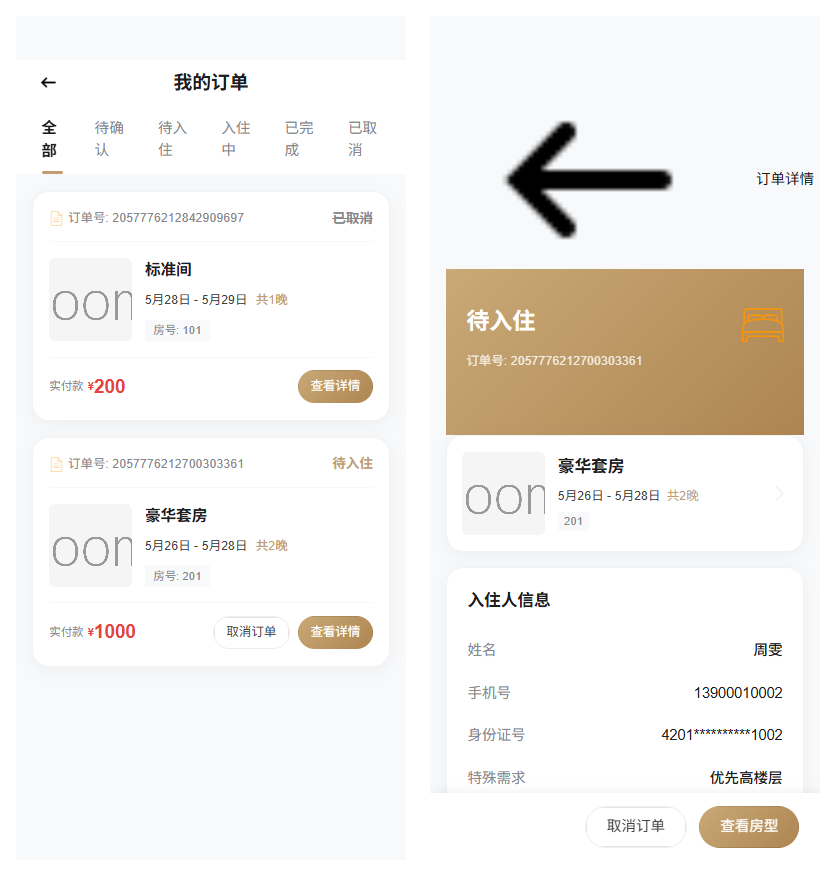 我的订单
全部
待确认
待入住
入住中
已完成
已取消
订单号: 2057776212842909697
已取消
oom
标准间
5月28日 - 5月29日 共1晚
房号: 101
实付款 ¥200
查看详情
订单号: 2057776212700303361
待入住
oom
豪华套房
5月26日 - 5月28日 共2晚
房号: 201
实付款 ¥1000
取消订单
查看详情
订单详情
待入住
订单号: 2057776212700303361
oom
豪华套房
5月26日 - 5月28日 共2晚
201
入住人信息
姓名
周雯
手机号
13900010002
身份证号
4201**********1002
特殊需求
优先高楼层
取消订单
查看房型